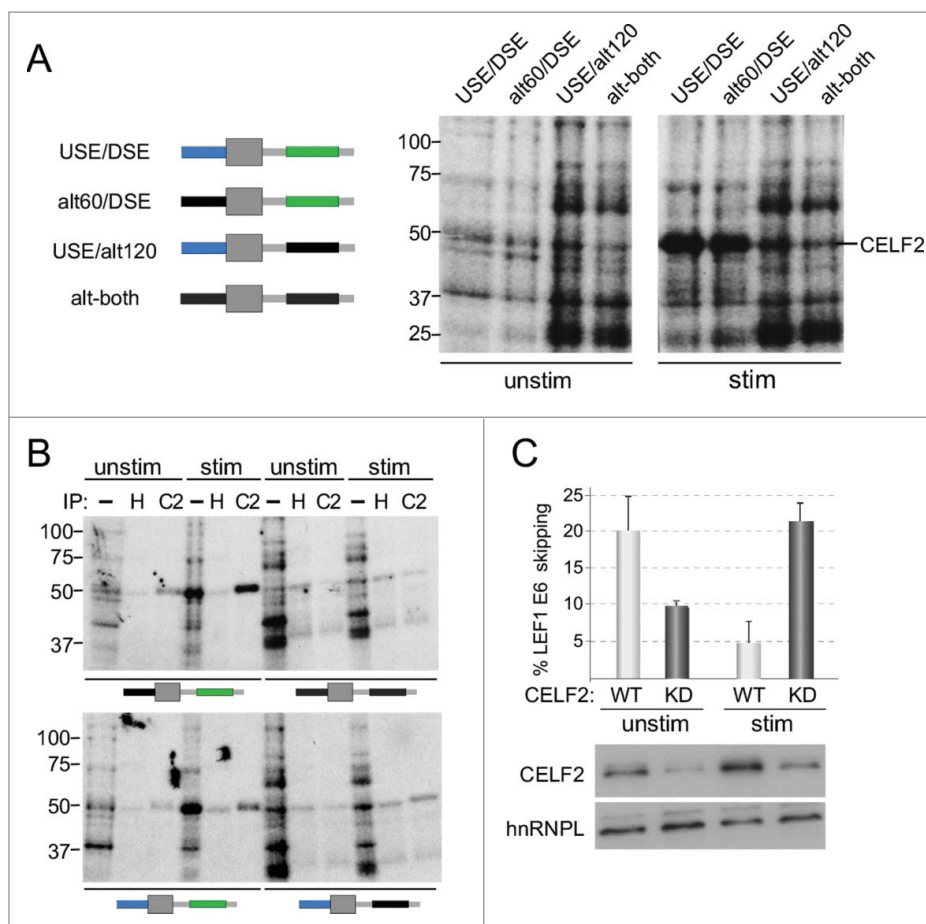 A
USE/DSE
alt60/DSE
USE/alt120
alt-both
USE/DSE
alt60/DSE
USE/alt120
alt-both
USE/DSE
alt60/DSE
USE/alt120
alt-both
100
75
50
37
25
CELF2
unstim
stim
B
unstim stim unstim stim
IP: – H C2 – H C2 – H C2 – H C2
100
75
50
37
100
75
50
37
C
% LEF1 E6 skipping
25
20
15
10
5
CELF2: WT KD WT KD
unstim stim
CELF2
hnRNPL